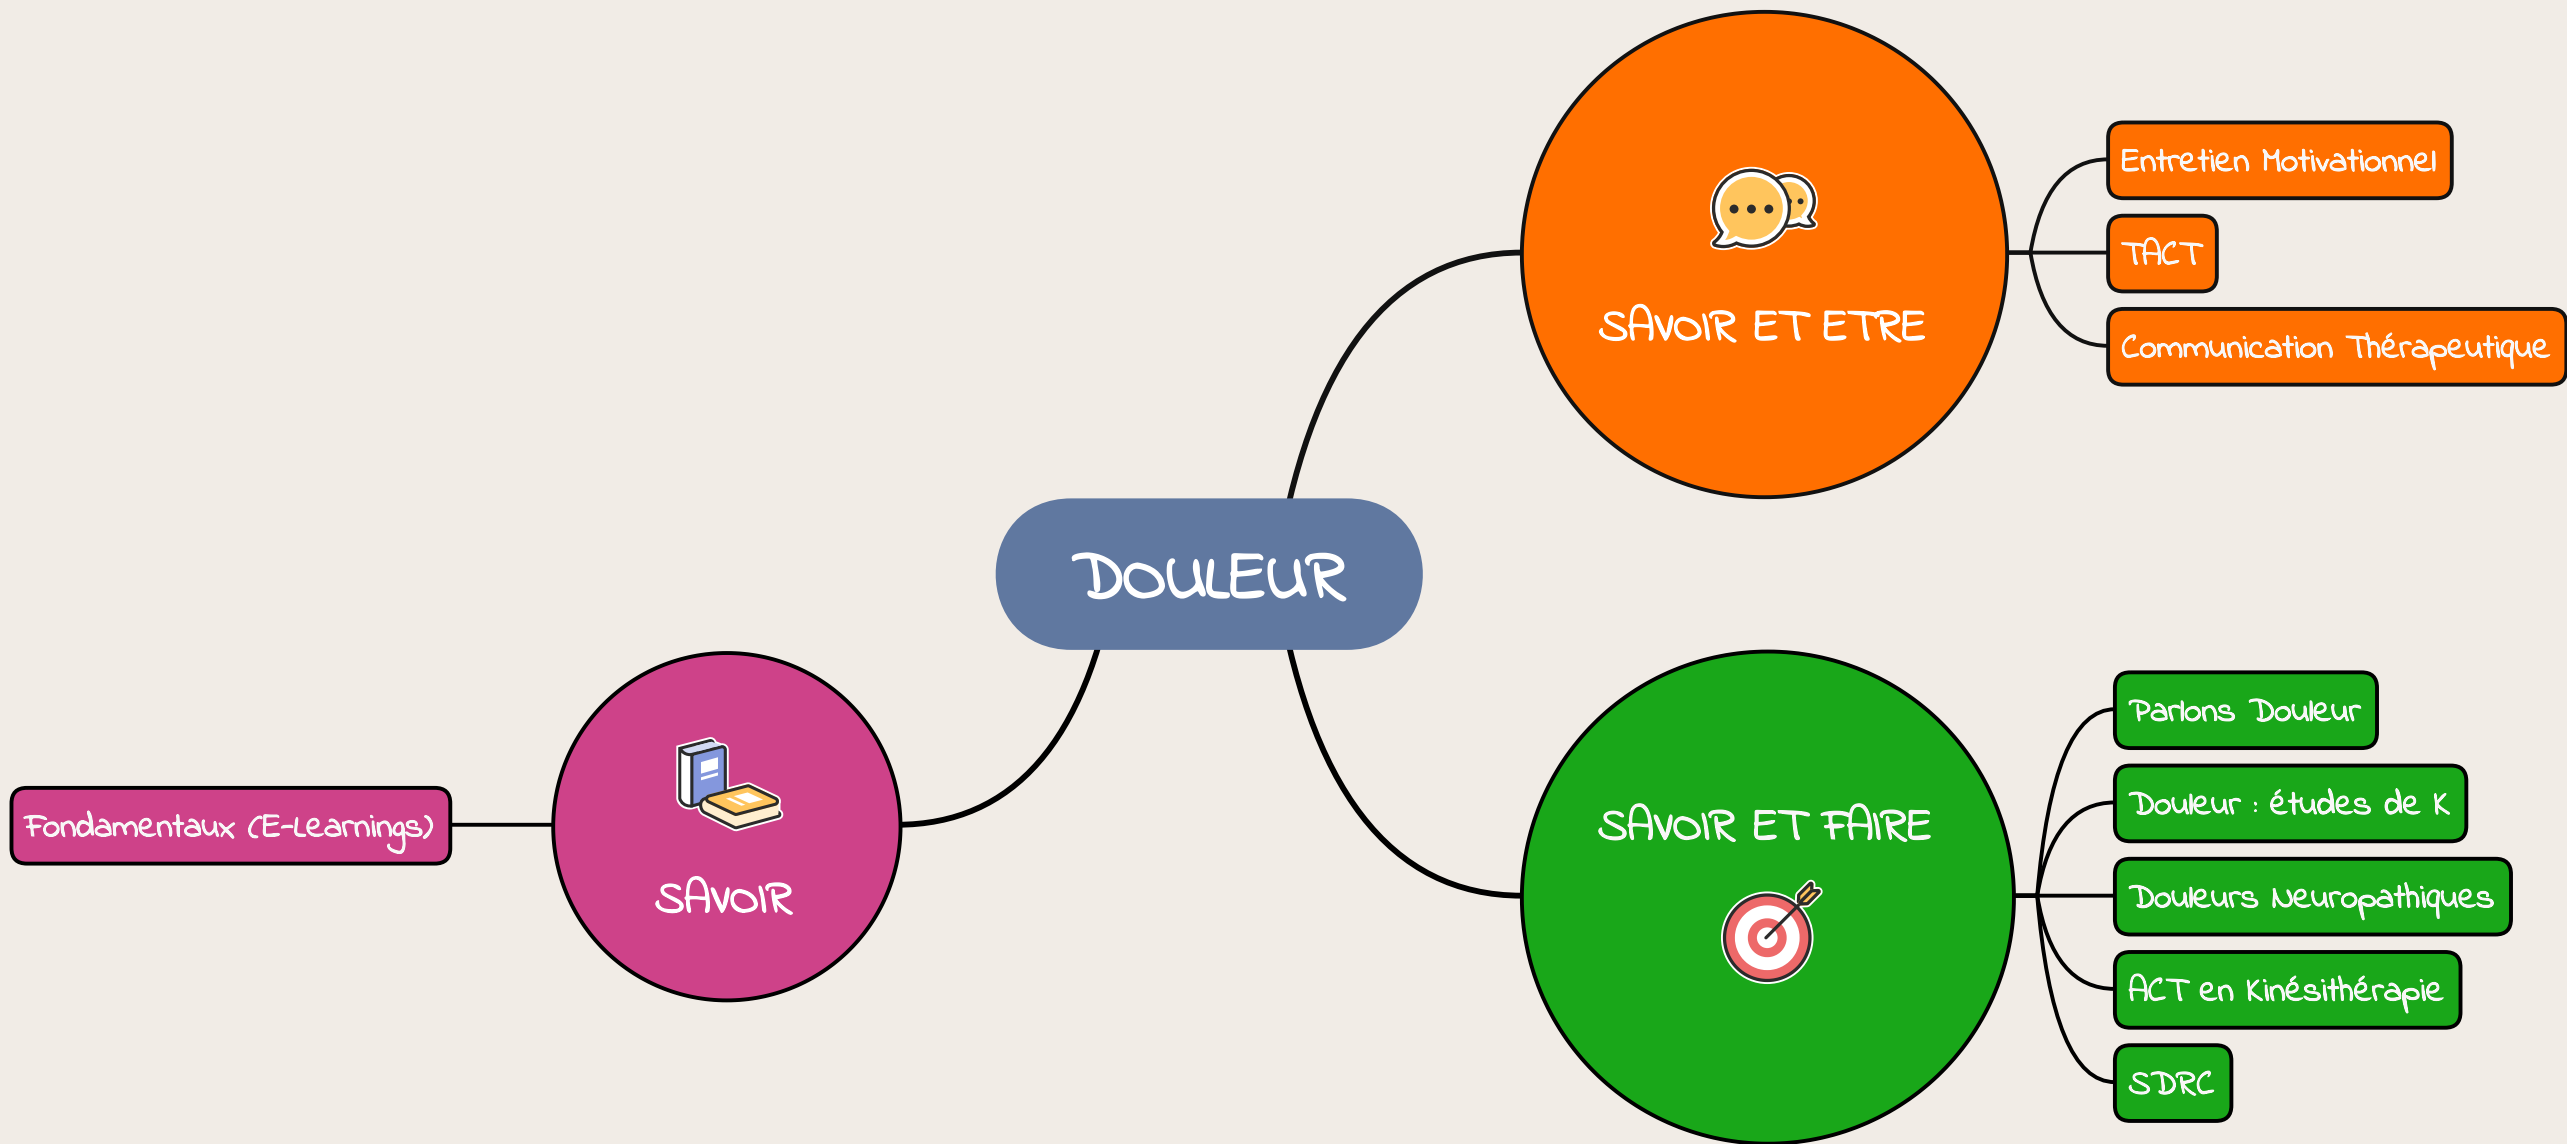 SAVOIR ET ETRE
Entretien Motivationnel
TACT
Communication Thérapeutique
DOULEUR
SAVOIR
Fondamentaux (E-Learnings)
SAVOIR ET FAIRE
Parlons Douleur
Douleur : études de K
Douleurs Neuropathiques
ACT en Kinésithérapie
SDRC